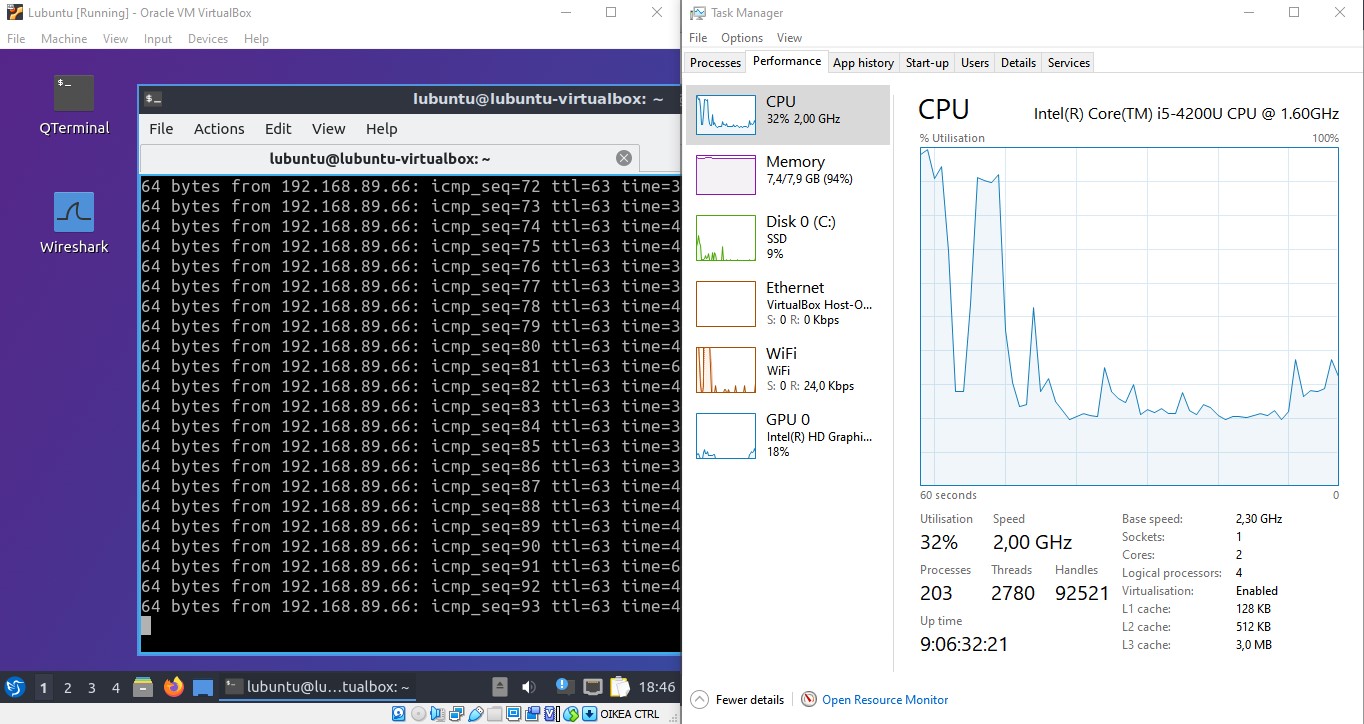 Lubuntu [Running] - Oracle VM VirtualBox
File Machine View Input Devices Help
$_
QTerminal
Wireshark
$_ lubuntu@lubuntu-virtualbox: ~
File Actions Edit View Help
lubuntu@lubuntu-virtualbox: ~
64 bytes from 192.168.89.66: icmp_seq=72 ttl=63 time=3
64 bytes from 192.168.89.66: icmp_seq=73 ttl=63 time=3
64 bytes from 192.168.89.66: icmp_seq=74 ttl=63 time=4
64 bytes from 192.168.89.66: icmp_seq=75 ttl=63 time=4
64 bytes from 192.168.89.66: icmp_seq=76 ttl=63 time=3
64 bytes from 192.168.89.66: icmp_seq=77 ttl=63 time=3
64 bytes from 192.168.89.66: icmp_seq=78 ttl=63 time=4
64 bytes from 192.168.89.66: icmp_seq=79 ttl=63 time=3
64 bytes from 192.168.89.66: icmp_seq=80 ttl=63 time=4
64 bytes from 192.168.89.66: icmp_seq=81 ttl=63 time=6
64 bytes from 192.168.89.66: icmp_seq=82 ttl=63 time=4
64 bytes from 192.168.89.66: icmp_seq=83 ttl=63 time=3
64 bytes from 192.168.89.66: icmp_seq=84 ttl=63 time=3
64 bytes from 192.168.89.66: icmp_seq=85 ttl=63 time=3
64 bytes from 192.168.89.66: icmp_seq=86 ttl=63 time=3
64 bytes from 192.168.89.66: icmp_seq=87 ttl=63 time=4
64 bytes from 192.168.89.66: icmp_seq=88 ttl=63 time=4
64 bytes from 192.168.89.66: icmp_seq=89 ttl=63 time=4
64 bytes from 192.168.89.66: icmp_seq=90 ttl=63 time=4
64 bytes from 192.168.89.66: icmp_seq=91 ttl=63 time=6
64 bytes from 192.168.89.66: icmp_seq=92 ttl=63 time=4
64 bytes from 192.168.89.66: icmp_seq=93 ttl=63 time=4
1 2 3 4 lubuntu@lu...tualbox: ~ 18:46
OIKEA CTRL
Task Manager
File Options View
Processes Performance App history Start-up Users Details Services
CPU
32% 2,00 GHz
Memory
7,4/7,9 GB (94%)
Disk 0 (C:)
SSD
9%
Ethernet
VirtualBox Host-O...
S: 0 R: 0 Kbps
WiFi
WiFi
S: 0 R: 24,0 Kbps
GPU 0
Intel(R) HD Graphi...
18%
CPU Intel(R) Core(TM) i5-4200U CPU @ 1.60GHz
% Utilisation 100%
60 seconds 0
Utilisation Speed
32% 2,00 GHz
Processes Threads Handles
203 2780 92521
Up time
9:06:32:21
Base speed: 2,30 GHz
Sockets: 1
Cores: 2
Logical processors: 4
Virtualisation: Enabled
L1 cache: 128 KB
L2 cache: 512 KB
L3 cache: 3,0 MB
Fewer details Open Resource Monitor